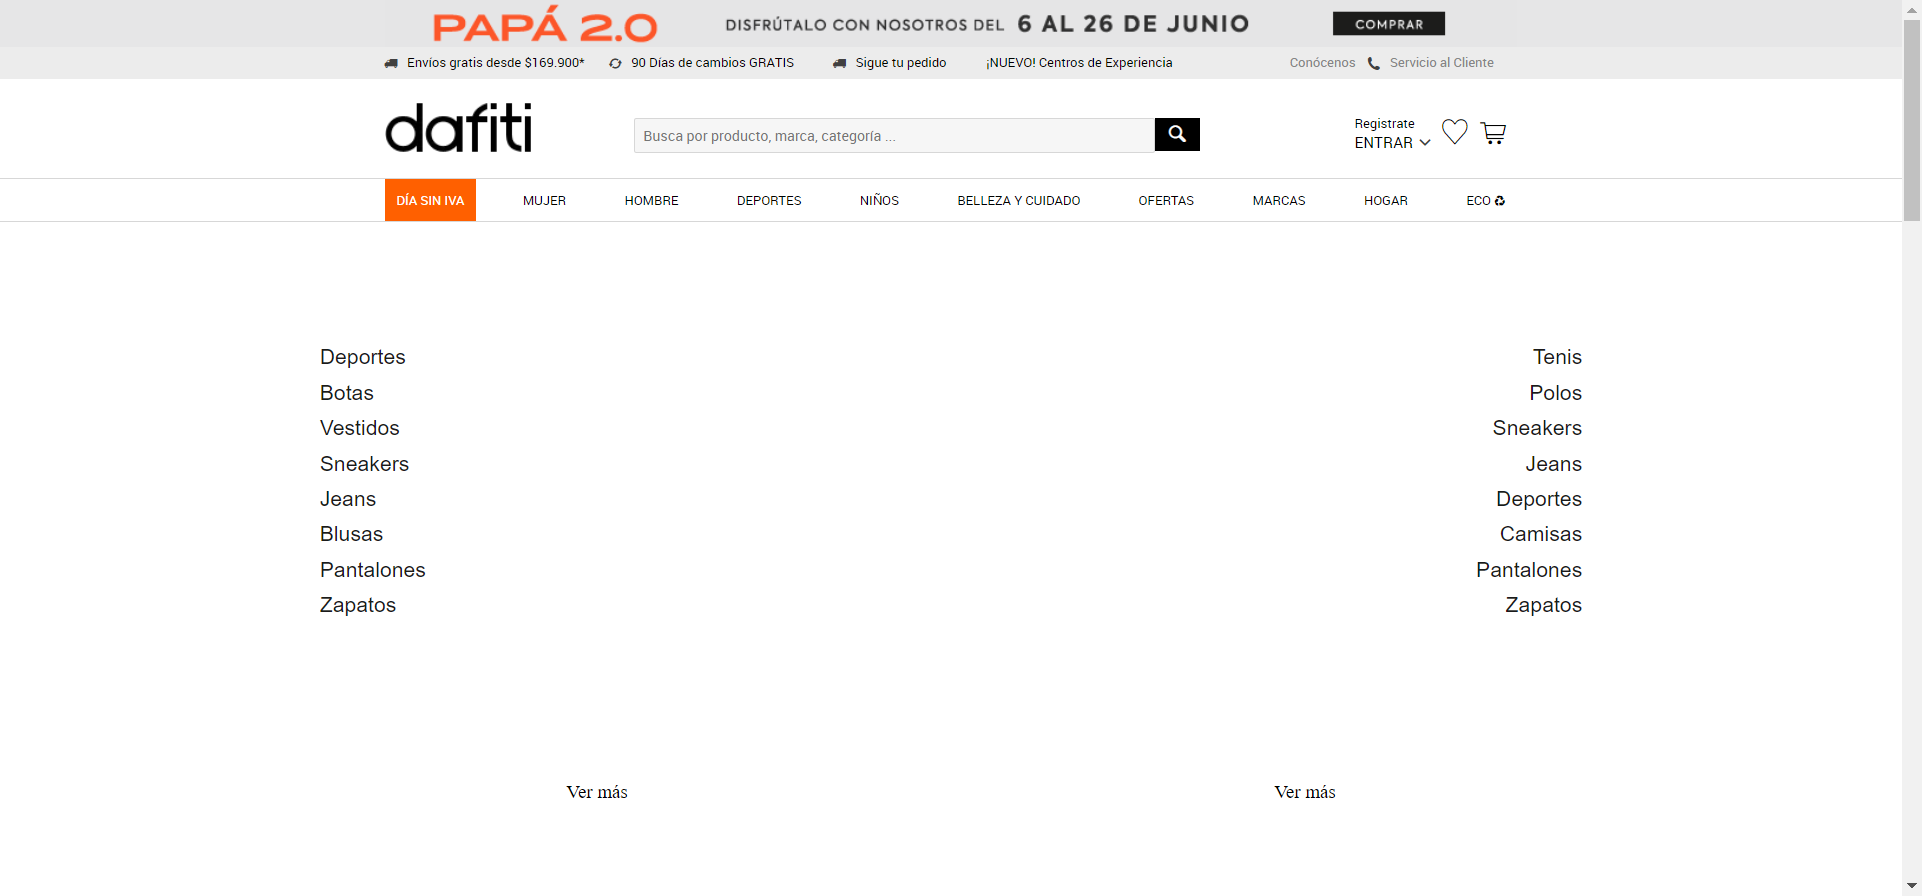 PAPÁ 2.0 DISFRÚTALO CON NOSOTROS DEL 6 AL 26 DE JUNIO COMPRAR
Envíos gratis desde $169.900* 90 Días de cambios GRATIS Sigue tu pedido ¡NUEVO! Centros de Experiencia Conócenos Servicio al Cliente
dafiti
Busca por producto, marca, categoría ...
Registrate
ENTRAR
DÍA SIN IVA MUJER HOMBRE DEPORTES NIÑOS BELLEZA Y CUIDADO OFERTAS MARCAS HOGAR ECO ♻
Deportes
Botas
Vestidos
Sneakers
Jeans
Blusas
Pantalones
Zapatos
Tenis
Polos
Sneakers
Jeans
Deportes
Camisas
Pantalones
Zapatos
Ver más
Ver más